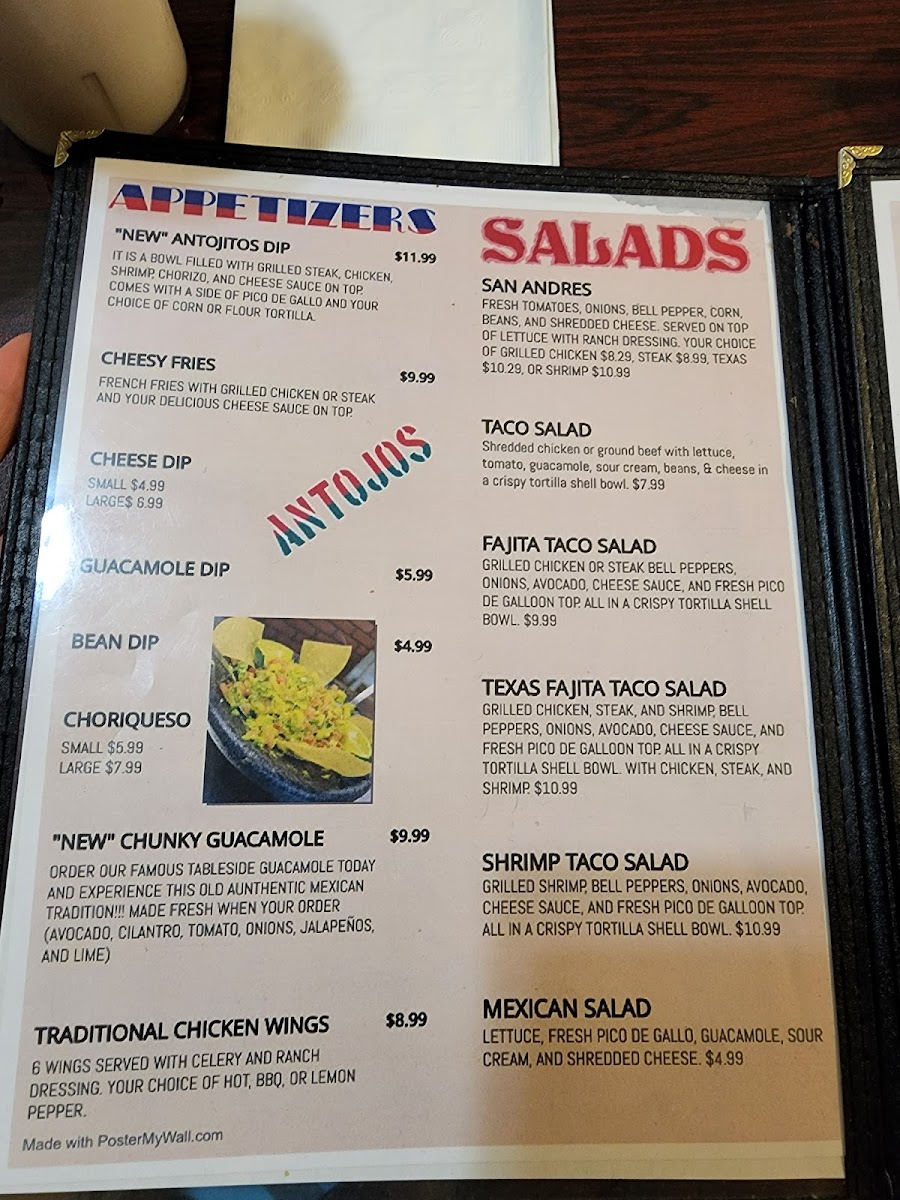 APPETIZERS
"NEW" ANTOJITOS DIP $11.99
IT IS A BOWL FILLED WITH GRILLED STEAK, CHICKEN,
SHRIMP, CHORIZO, AND CHEESE SAUCE ON TOP.
COMES WITH A SIDE OF PICO DE GALLO AND YOUR
CHOICE OF CORN OR FLOUR TORTILLA.
CHEESY FRIES $9.99
FRENCH FRIES WITH GRILLED CHICKEN OR STEAK
AND YOUR DELICIOUS CHEESE SAUCE ON TOP.
ANTOJOS
CHEESE DIP
SMALL $4.99
LARGE$ 6.99
GUACAMOLE DIP $5.99
BEAN DIP $4.99
CHORIQUESO
SMALL $5.99
LARGE $7.99
"NEW" CHUNKY GUACAMOLE $9.99
ORDER OUR FAMOUS TABLESIDE GUACAMOLE TODAY
AND EXPERIENCE THIS OLD AUNTHENTIC MEXICAN
TRADITION!!! MADE FRESH WHEN YOUR ORDER
(AVOCADO, CILANTRO, TOMATO, ONIONS, JALAPEÑOS,
AND LIME)
TRADITIONAL CHICKEN WINGS $8.99
6 WINGS SERVED WITH CELERY AND RANCH
DRESSING. YOUR CHOICE OF HOT, BBQ, OR LEMON
PEPPER.
Made with PosterMyWall.com
SALADS
SAN ANDRES
FRESH TOMATOES, ONIONS, BELL PEPPER, CORN,
BEANS, AND SHREDDED CHEESE. SERVED ON TOP
OF LETTUCE WITH RANCH DRESSING. YOUR CHOICE
OF GRILLED CHICKEN $8.29, STEAK $8.99, TEXAS
$10.29, OR SHRIMP $10.99
TACO SALAD
Shredded chicken or ground beef with lettuce,
tomato, guacamole, sour cream, beans, & cheese in
a crispy tortilla shell bowl. $7.99
FAJITA TACO SALAD
GRILLED CHICKEN OR STEAK BELL PEPPERS,
ONIONS, AVOCADO, CHEESE SAUCE, AND FRESH PICO
DE GALLOON TOP. ALL IN A CRISPY TORTILLA SHELL
BOWL. $9.99
TEXAS FAJITA TACO SALAD
GRILLED CHICKEN, STEAK, AND SHRIMP, BELL
PEPPERS, ONIONS, AVOCADO, CHEESE SAUCE, AND
FRESH PICO DE GALLOON TOP. ALL IN A CRISPY
TORTILLA SHELL BOWL. WITH CHICKEN, STEAK, AND
SHRIMP. $10.99
SHRIMP TACO SALAD
GRILLED SHRIMP, BELL PEPPERS, ONIONS, AVOCADO,
CHEESE SAUCE, AND FRESH PICO DE GALLOON TOP.
ALL IN A CRISPY TORTILLA SHELL BOWL. $10.99
MEXICAN SALAD
LETTUCE, FRESH PICO DE GALLO, GUACAMOLE, SOUR
CREAM, AND SHREDDED CHEESE. $4.99